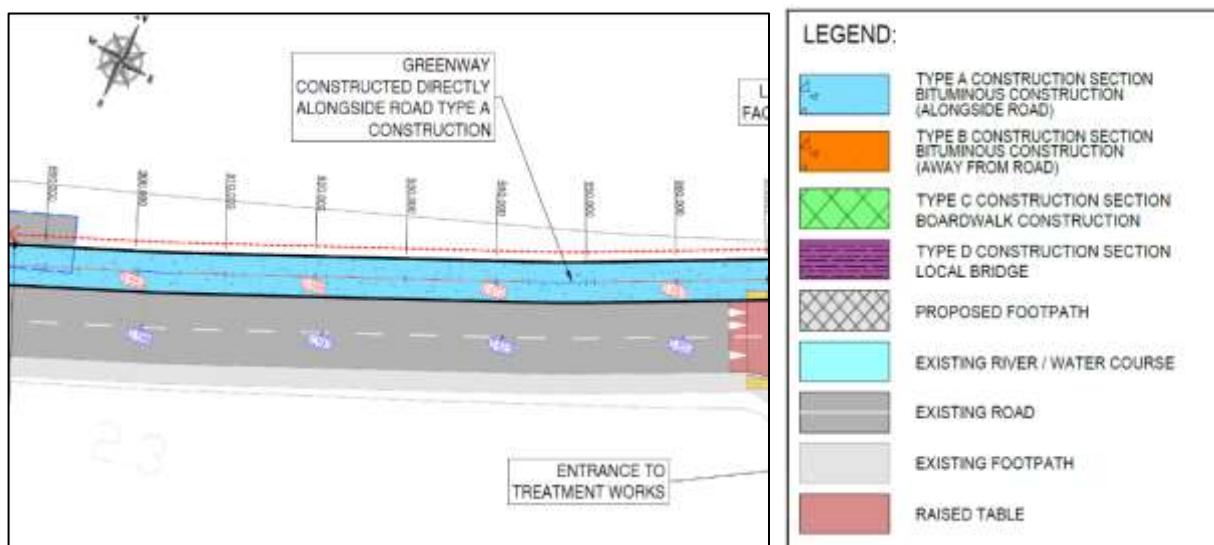 GREENWAY
CONSTRUCTED DIRECTLY
ALONGSIDE ROAD TYPE A
CONSTRUCTION
ENTRANCE TO
TREATMENT WORKS
LEGEND:
TYPE A CONSTRUCTION SECTION
BITUMINOUS CONSTRUCTION
(ALONGSIDE ROAD)
TYPE B CONSTRUCTION SECTION
BITUMINOUS CONSTRUCTION
(AWAY FROM ROAD)
TYPE C CONSTRUCTION SECTION
BOARDWALK CONSTRUCTION
TYPE D CONSTRUCTION SECTION
LOCAL BRIDGE
PROPOSED FOOTPATH
EXISTING RIVER / WATER COURSE
EXISTING ROAD
EXISTING FOOTPATH
RAISED TABLE